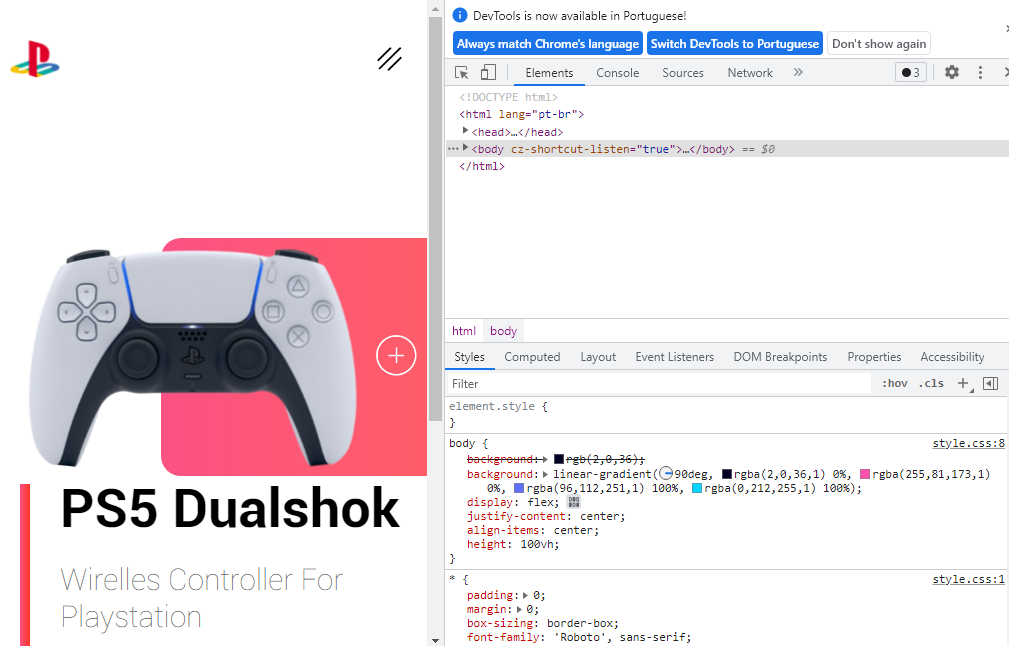 DevTools is now available in Portuguese!
Always match Chrome's language Switch DevTools to Portuguese Don't show again
Elements Console Sources Network » 3
<!DOCTYPE html>
<html lang="pt-br">
<head>…</head>
<body cz-shortcut-listen="true">…</body> == $0
</html>
html body
Styles Computed Layout Event Listeners DOM Breakpoints Properties Accessibility
Filter :hov .cls +
element.style {
}
body { style.css:8
background: rgb(2,0,36);
background: linear-gradient( 90deg, rgba(2,0,36,1) 0%, rgba(255,81,173,1)
0%, rgba(96,112,251,1) 100%, rgba(0,212,255,1) 100%);
display: flex;
justify-content: center;
align-items: center;
height: 100vh;
}
* { style.css:1
padding: 0;
margin: 0;
box-sizing: border-box;
font-family: 'Roboto', sans-serif;
PS5 Dualshok
Wirelles Controller For
Playstation